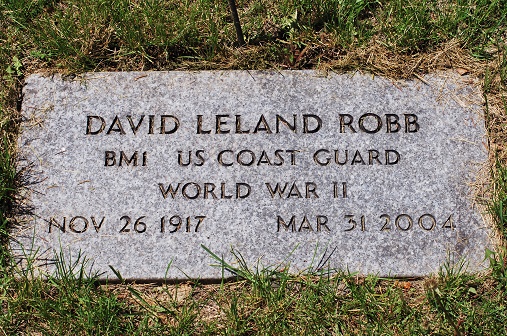 DAVID LELAND ROBB
BM1 US COAST GUARD
WORLD WAR II
NOV 26 1917 MAR 31 2004